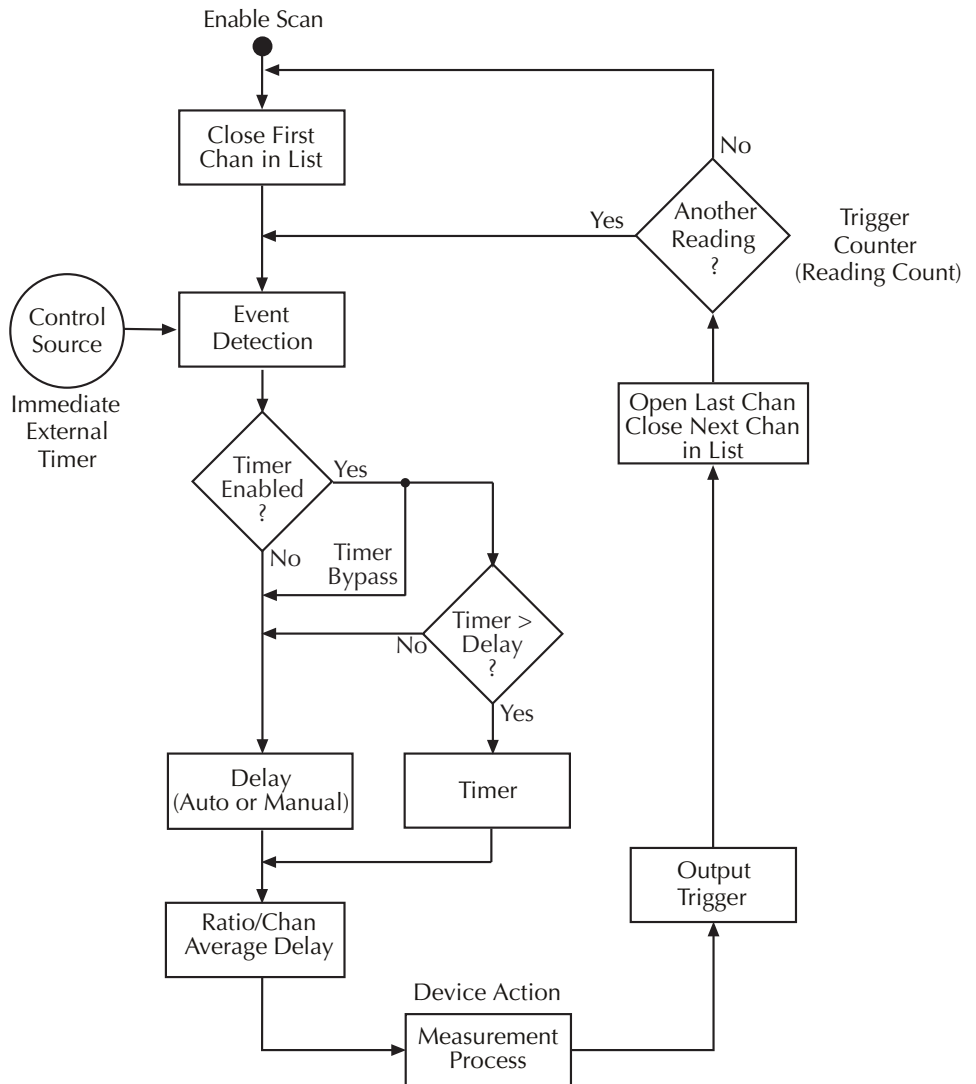 Enable Scan
Close First
Chan in List
No
Yes
Another
Reading
?
Trigger
Counter
(Reading Count)
Control
Source
Event
Detection
Immediate
External
Timer
Open Last Chan
Close Next Chan
in List
Timer
Enabled
?
Yes
No
Timer
Bypass
Timer >
Delay
?
No
Yes
Delay
(Auto or Manual)
Timer
Output
Trigger
Ratio/Chan
Average Delay
Device Action
Measurement
Process